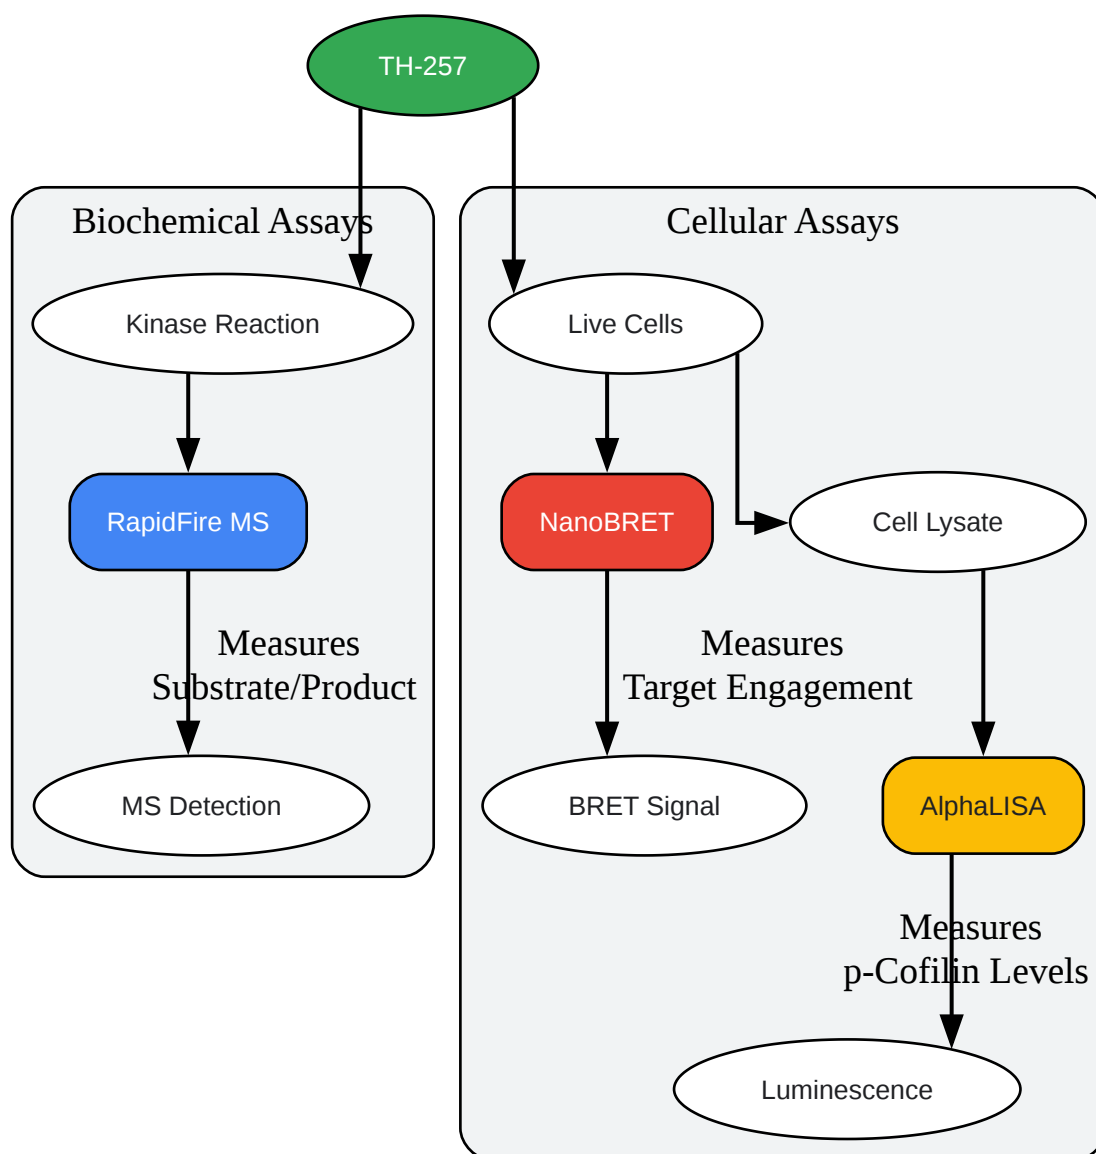 TH-257
Biochemical Assays
Kinase Reaction
RapidFire MS
Measures
Substrate/Product
MS Detection
Cellular Assays
Live Cells
NanoBRET
Cell Lysate
Measures
Target Engagement
BRET Signal
AlphaLISA
Measures
p-Cofilin Levels
Luminescence